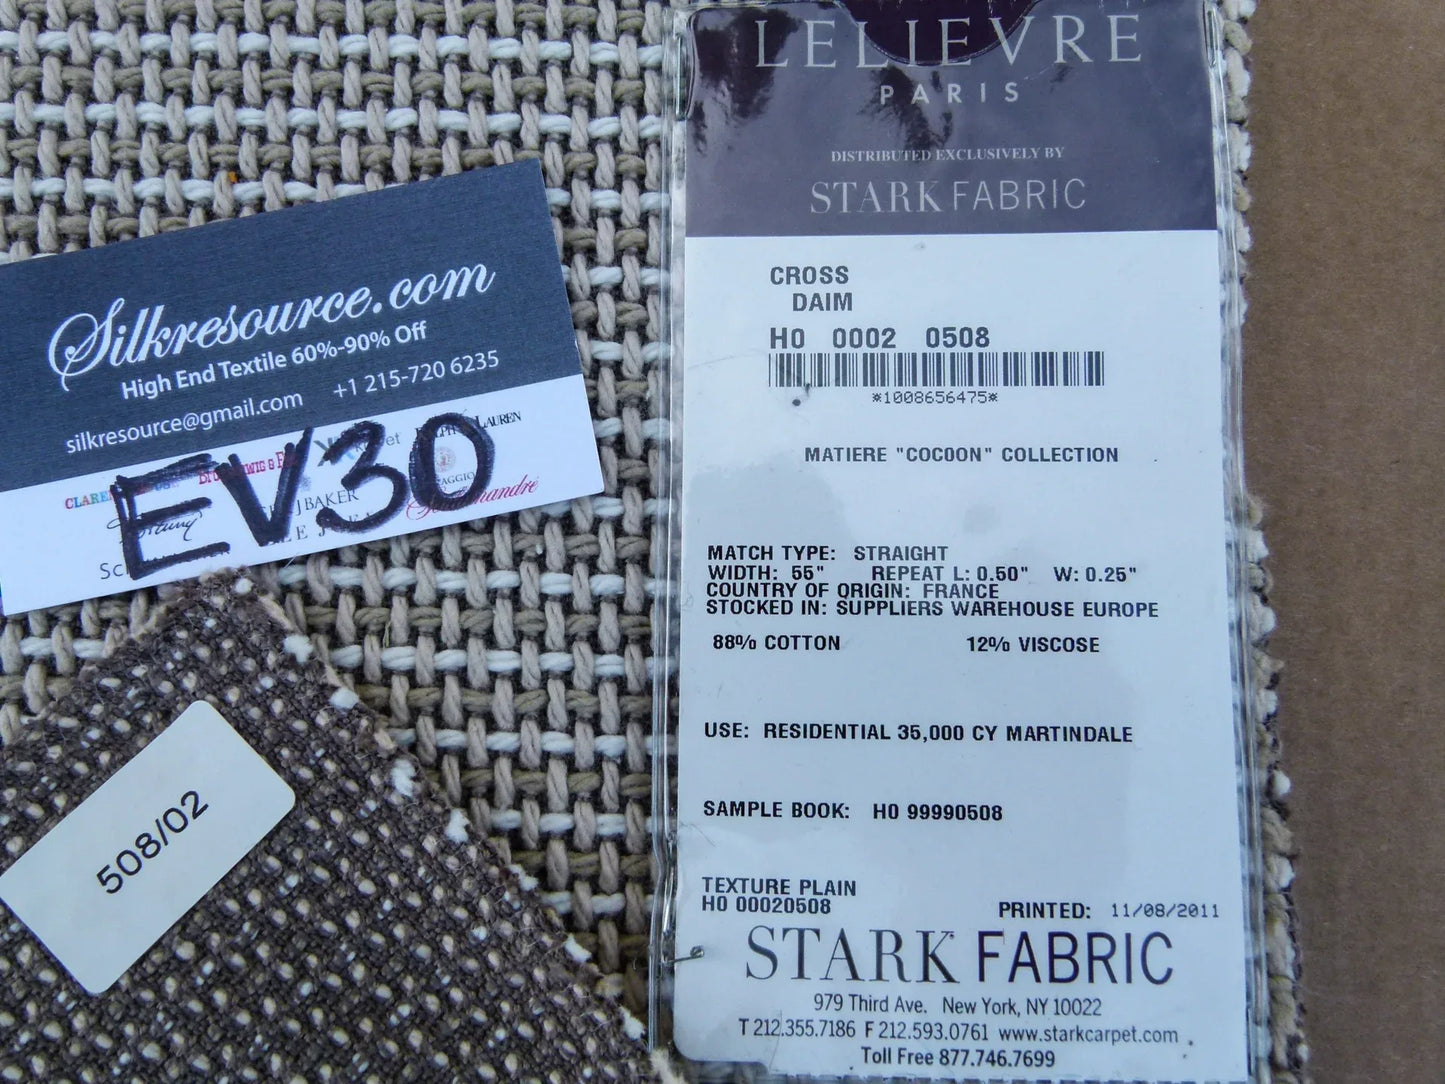 Silkresource.com
High End Textile 60%-90% Off
silkresource@gmail.com +1 215-720 6235
LAUREN
CLARE
J BAKER
EV30
508/02
LELIEVRE
PARIS
DISTRIBUTED EXCLUSIVELY BY
STARK FABRIC
CROSS
DAIM
H0 0002 0508
*1008656475*
MATIERE "COCOON" COLLECTION
MATCH TYPE: STRAIGHT
WIDTH: 55" REPEAT L: 0.50" W: 0.25"
COUNTRY OF ORIGIN: FRANCE
STOCKED IN: SUPPLIERS WAREHOUSE EUROPE
88% COTTON 12% VISCOSE
USE: RESIDENTIAL 35,000 CY MARTINDALE
SAMPLE BOOK: H0 99990508
TEXTURE PLAIN
H0 00020508
PRINTED: 11/08/2011
STARK FABRIC
979 Third Ave. New York, NY 10022
T 212.355.7186 F 212.593.0761 www.starkcarpet.com
Toll Free 877.746.7699